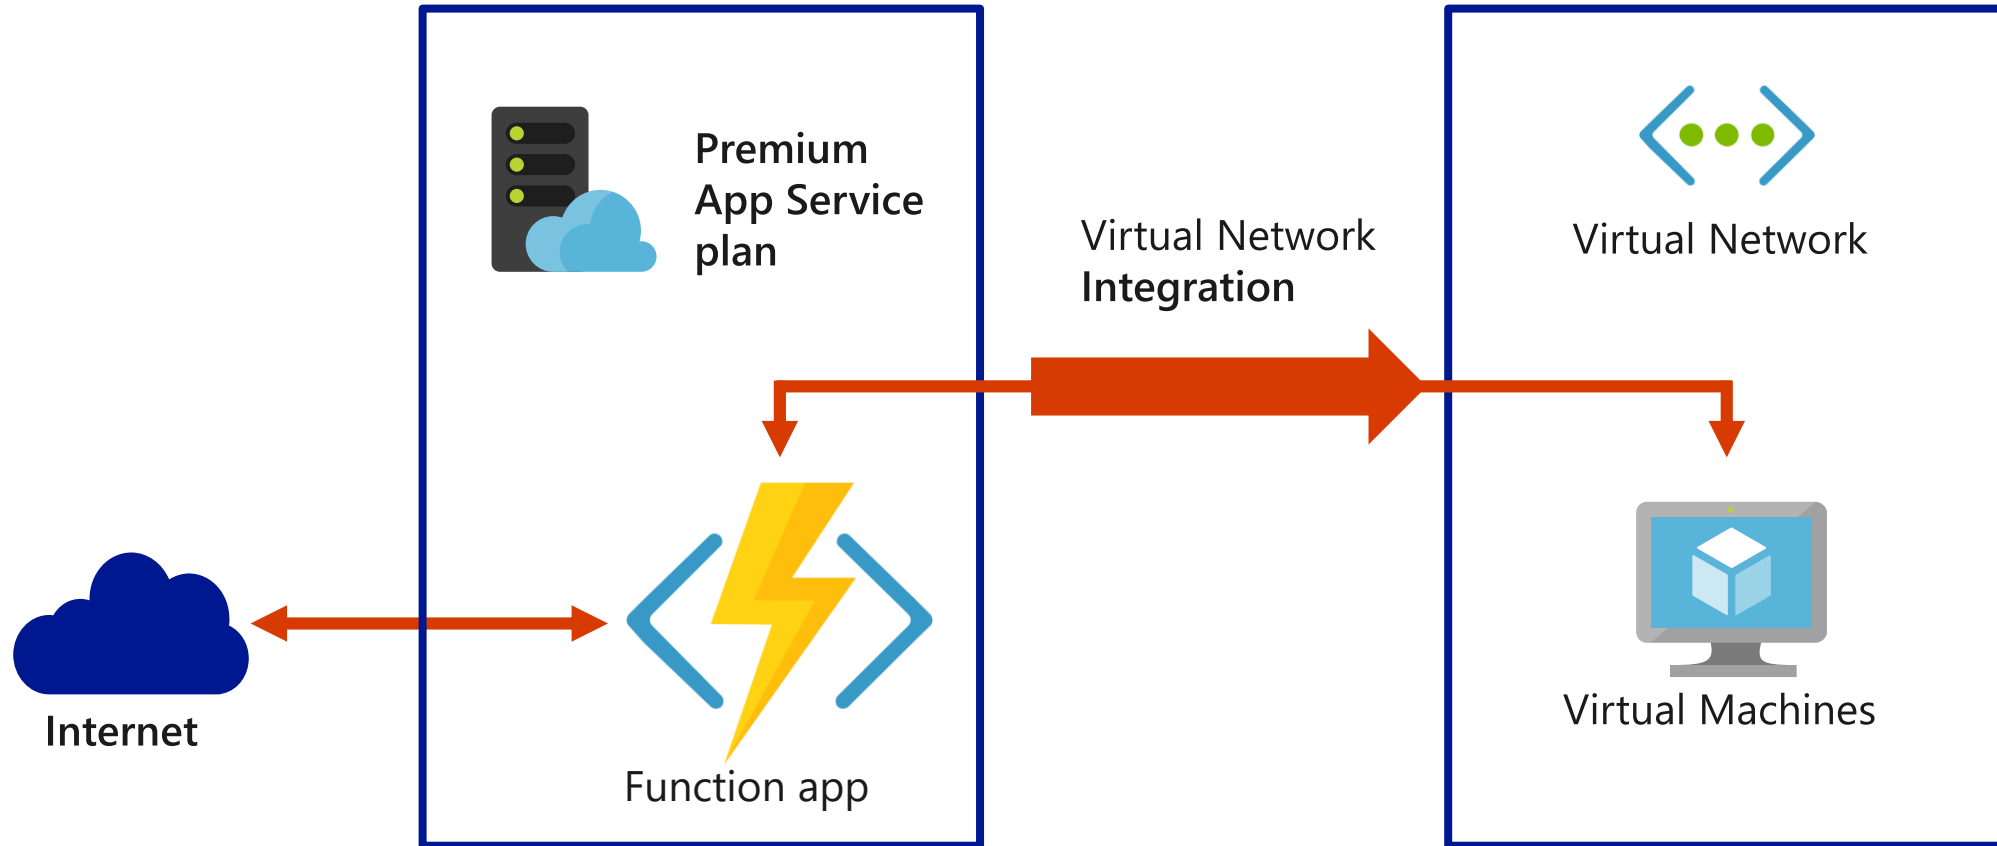 Premium
App Service
plan
Virtual Network
Integration
Virtual Network
Internet
Function app
Virtual Machines